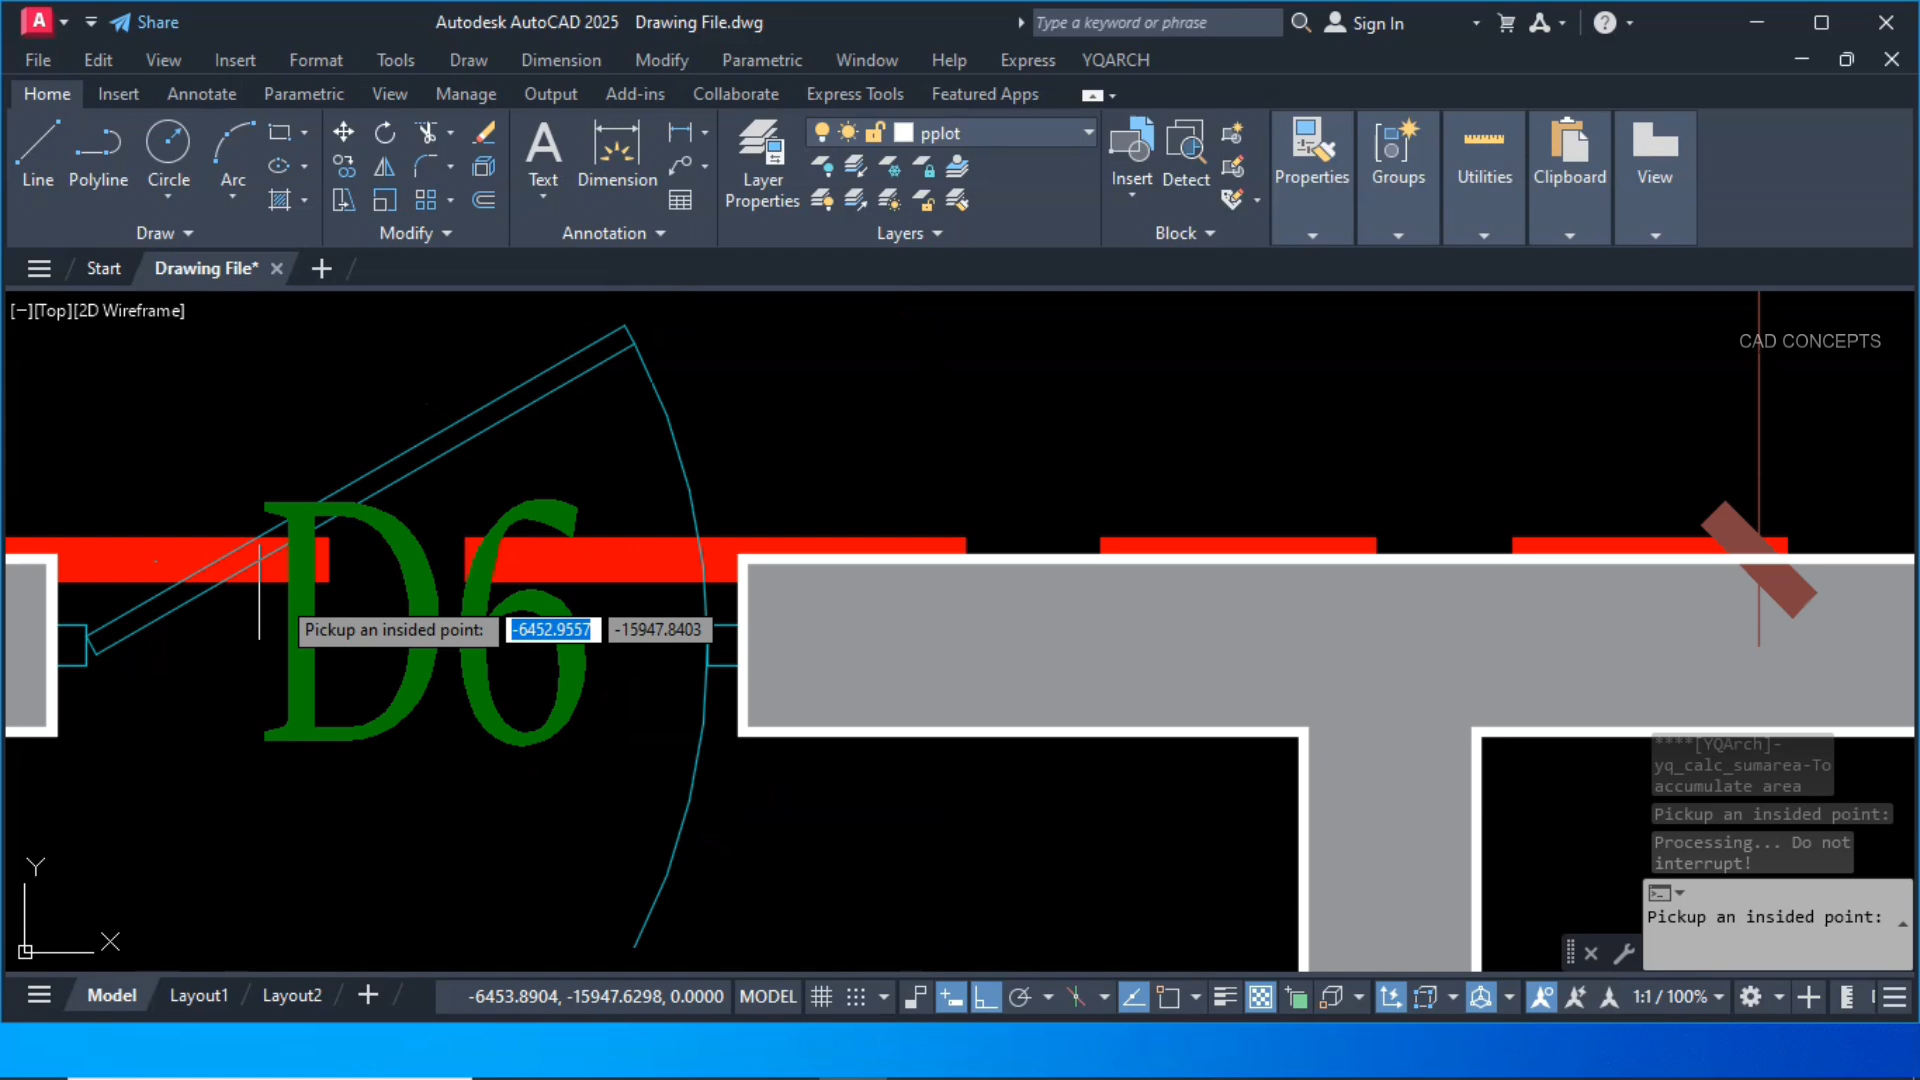 A Share Autodesk AutoCAD 2025 Drawing File.dwg Type a keyword or phrase Sign In
File Edit View Insert Format Tools Draw Dimension Modify Parametric Window Help Express YQARCH
Home Insert Annotate Parametric View Manage Output Add-ins Collaborate Express Tools Featured Apps
pplot
Line Polyline Circle Arc Text Dimension Layer Properties Insert Detect Properties Groups Utilities Clipboard View
Draw Modify Annotation Layers Block
Start Drawing File*
[−][Top][2D Wireframe]
CAD CONCEPTS
D6
Pickup an insided point: -6452.9557 -15947.8403
****[YQArch]-
yq_calc_sumarea-To
accumulate area
Pickup an insided point:
Processing... Do not
interrupt!
Pickup an insided point:
Y
X
Model Layout1 Layout2 -6453.8904, -15947.6298, 0.0000 MODEL 1:1 / 100%